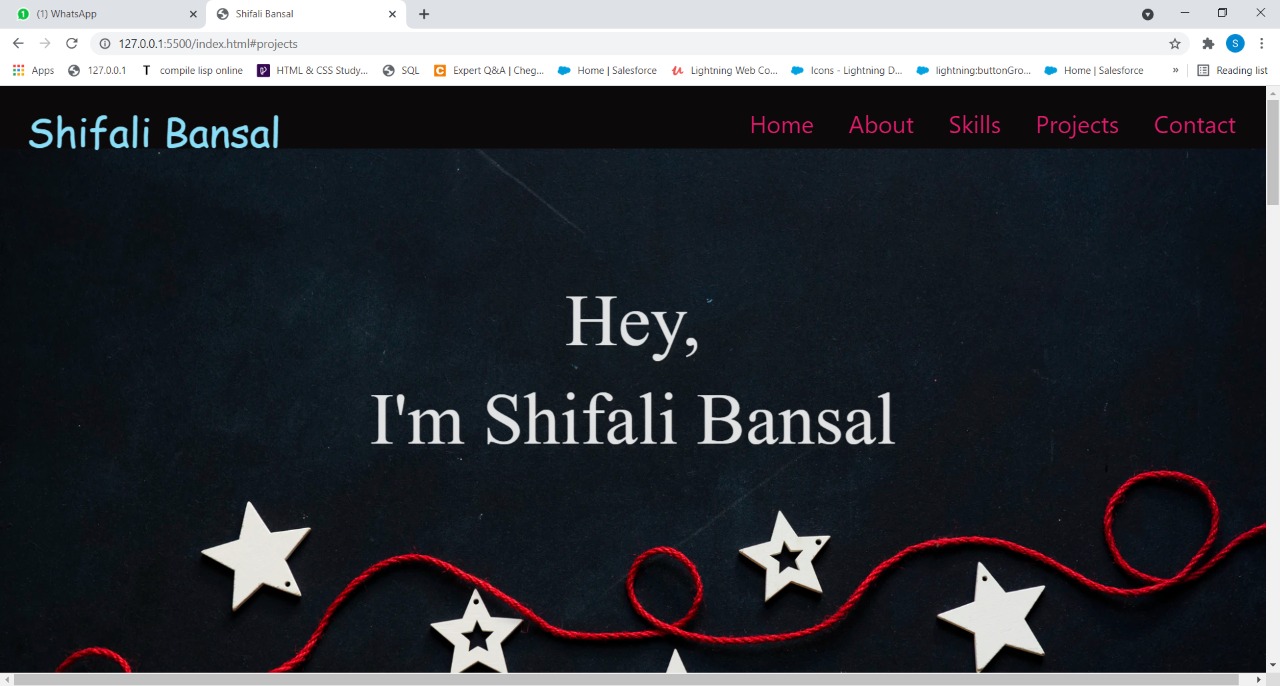 (1) WhatsApp
Shifali Bansal
127.0.0.1:5500/index.html#projects
S
Apps 127.0.0.1 compile lisp online HTML & CSS Study... SQL Expert Q&A | Cheg... Home | Salesforce Lightning Web Co... Icons - Lightning D... lightning:buttonGro... Home | Salesforce » Reading list
Shifali Bansal Home About Skills Projects Contact
Hey,
I'm Shifali Bansal